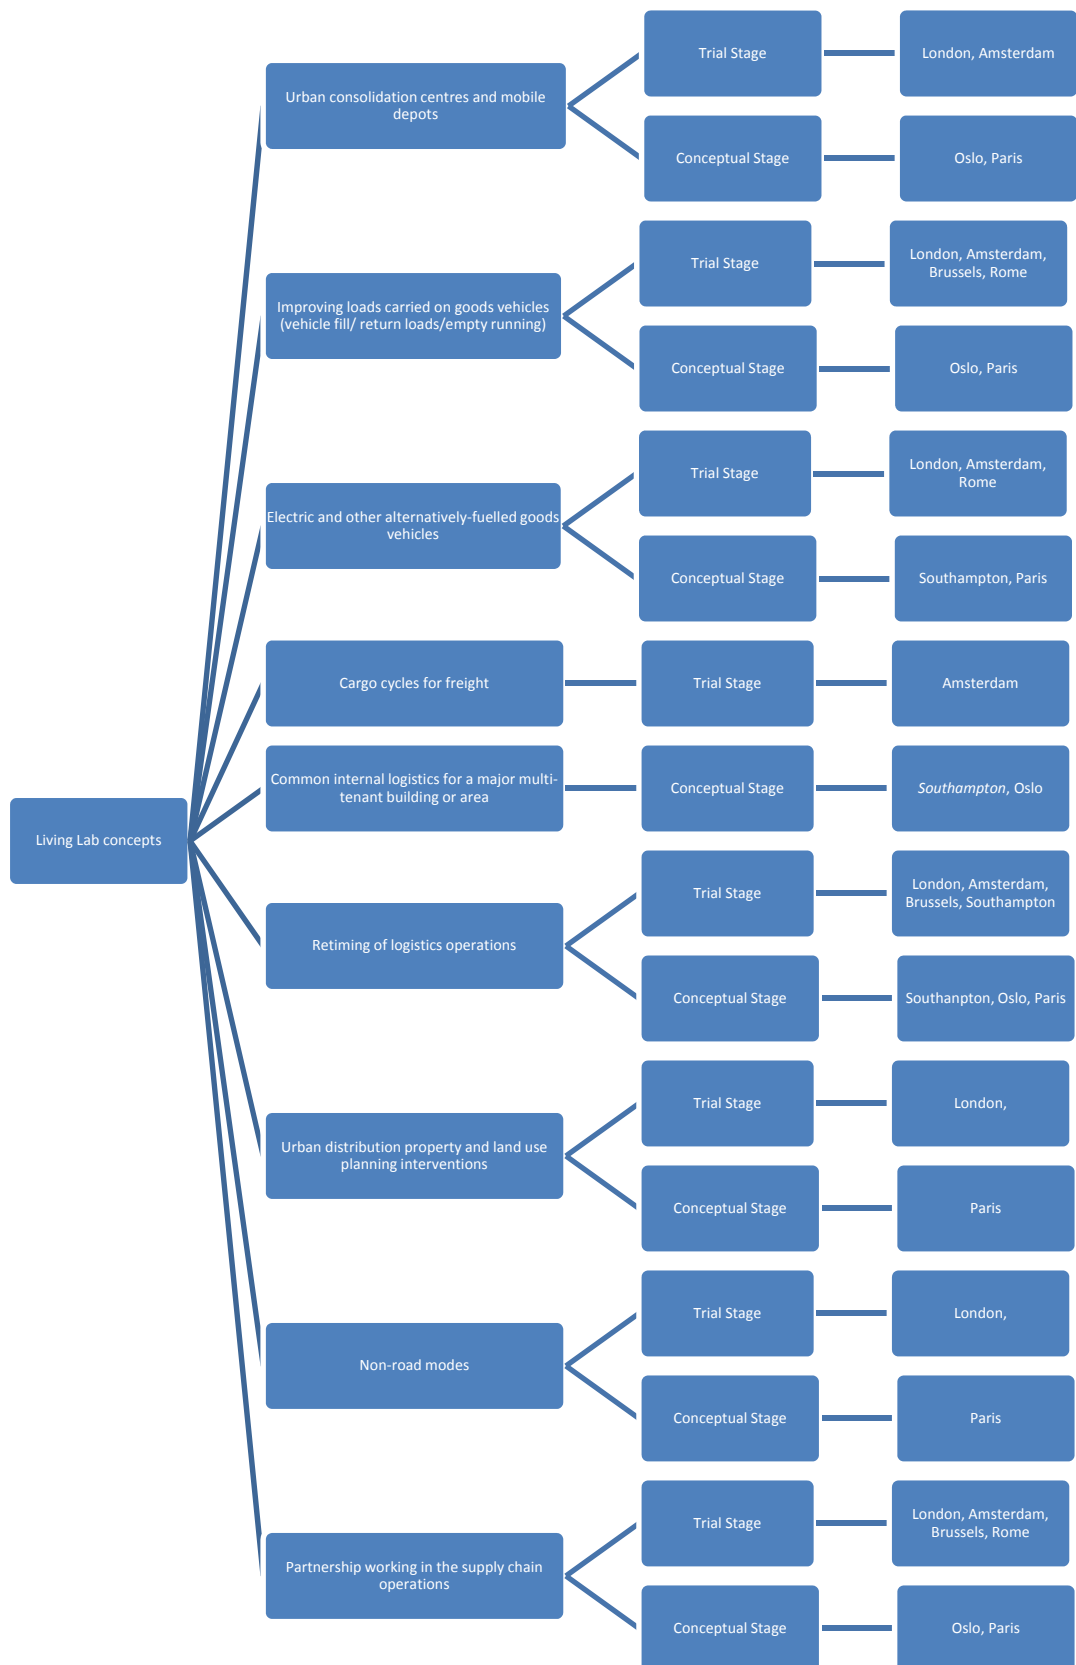 Trial Stage
London, Amsterdam
Urban consolidation centres and mobile
depots
Conceptual Stage
Oslo, Paris
Trial Stage
London, Amsterdam,
Brussels, Rome
Improving loads carried on goods vehicles
(vehicle fill/ return loads/empty running)
Conceptual Stage
Oslo, Paris
Trial Stage
London, Amsterdam,
Rome
Electric and other alternatively-fuelled goods
vehicles
Conceptual Stage
Southampton, Paris
Cargo cycles for freight
Trial Stage
Amsterdam
Common internal logistics for a major multi-
tenant building or area
Conceptual Stage
Southampton, Oslo
Living Lab concepts
Trial Stage
London, Amsterdam,
Brussels, Southampton
Retiming of logistics operations
Conceptual Stage
Southanpton, Oslo, Paris
Trial Stage
London,
Urban distribution property and land use
planning interventions
Conceptual Stage
Paris
Trial Stage
London,
Non-road modes
Conceptual Stage
Paris
Trial Stage
London, Amsterdam,
Brussels, Rome
Partnership working in the supply chain
operations
Conceptual Stage
Oslo, Paris